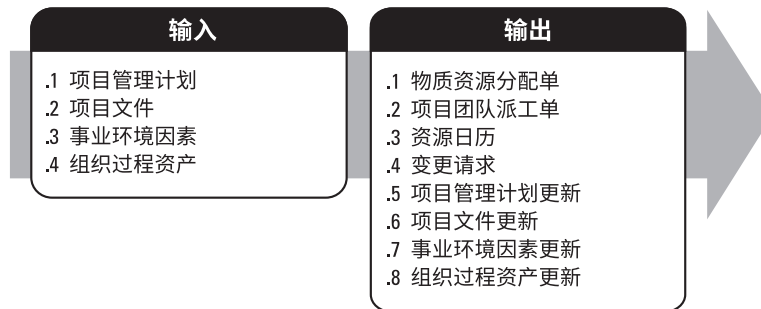 输入
.1 项目管理计划
.2 项目文件
.3 事业环境因素
.4 组织过程资产
输出
.1 物质资源分配单
.2 项目团队派工单
.3 资源日历
.4 变更请求
.5 项目管理计划更新
.6 项目文件更新
.7 事业环境因素更新
.8 组织过程资产更新